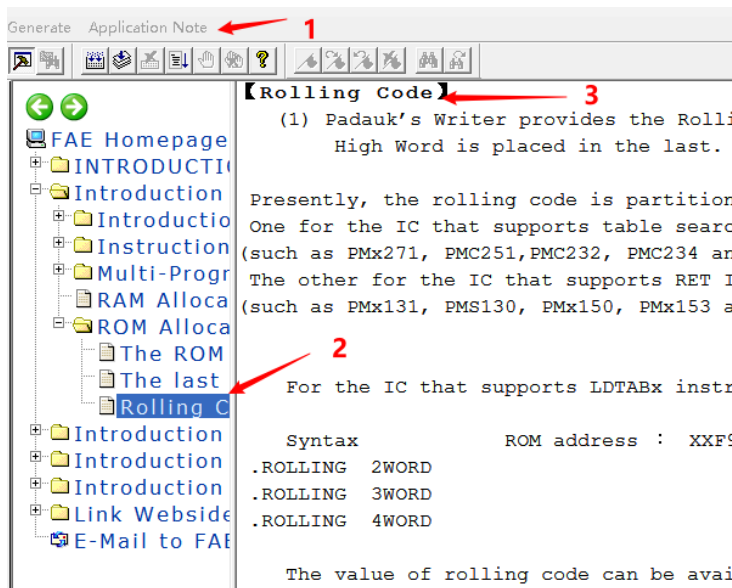 Generate Application Note
1
FAE Homepage
INTRODUCTI
Introduction
Introductio
Instruction
Multi-Progr
RAM Alloca
ROM Alloca
The ROM
The last
Rolling C
Introduction
Introduction
Introduction
Link Webside
E-Mail to FAE
2
【Rolling Code】
3
(1) Padauk's Writer provides the Rolli
High Word is placed in the last.
Presently, the rolling code is partition
One for the IC that supports table searc
(such as PMx271, PMC251,PMC232, PMC234 an
The other for the IC that supports RET I
(such as PMx131, PMS130, PMx150, PMx153 a
For the IC that supports LDTABx instr
Syntax ROM address : XXF9
.ROLLING 2WORD
.ROLLING 3WORD
.ROLLING 4WORD
The value of rolling code can be avai